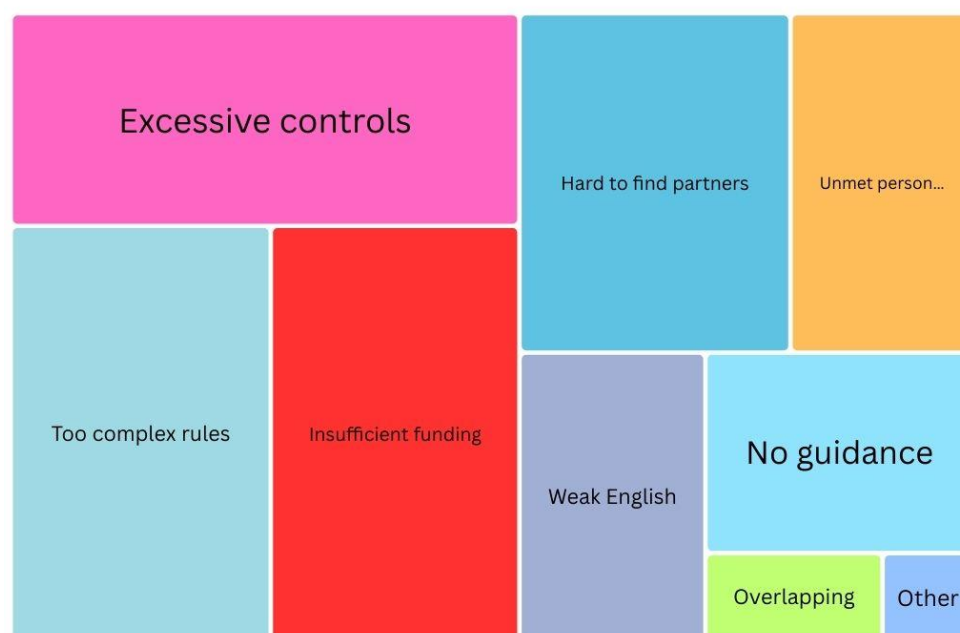 Excessive controls
Hard to find partners
Unmet person…
Too complex rules
Insufficient funding
Weak English
No guidance
Overlapping
Other